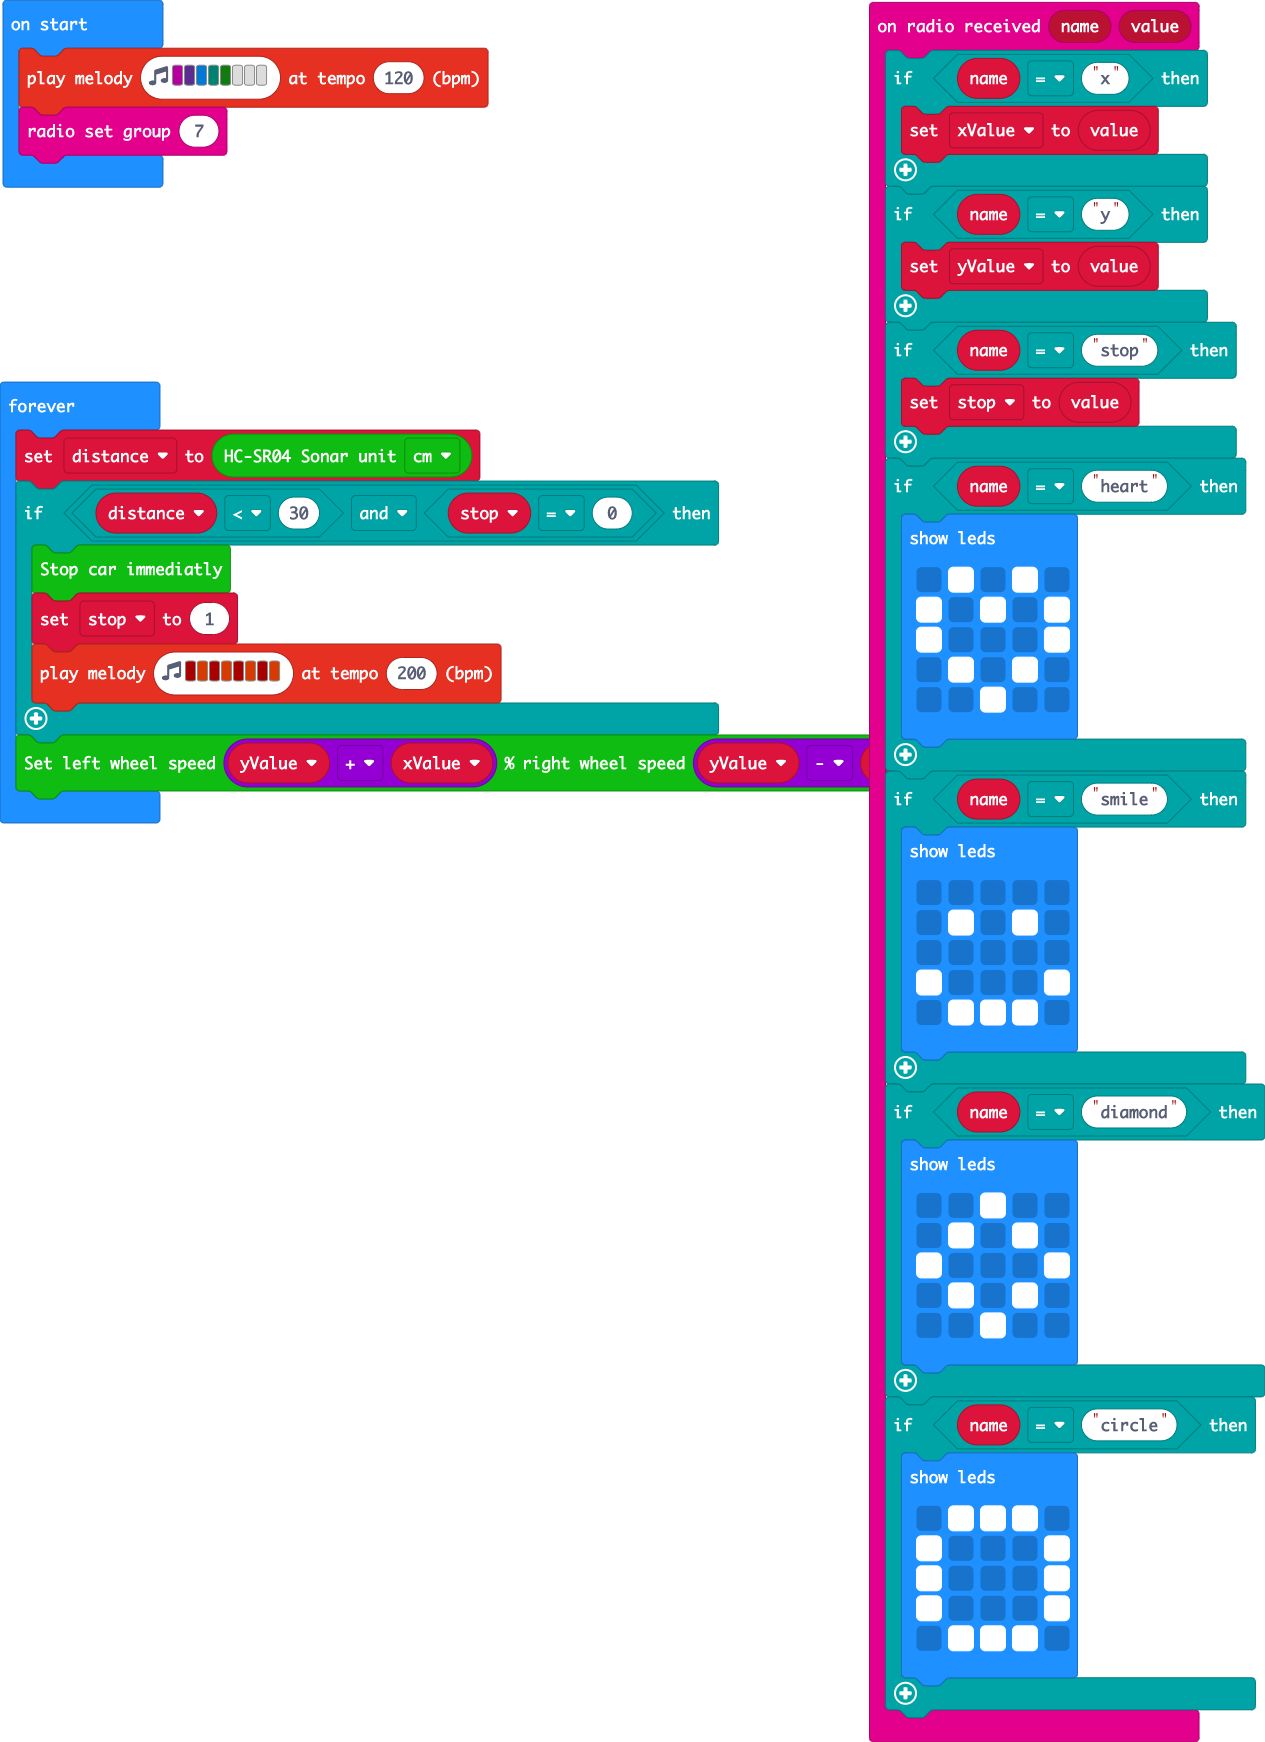 on start
play melody at tempo 120 (bpm)
radio set group 7
forever
set distance to HC-SR04 Sonar unit cm
if distance < 30 and stop = 0 then
Stop car immediatly
set stop to 1
play melody at tempo 200 (bpm)
Set left wheel speed yValue + xValue % right wheel speed yValue -
on radio received name value
if name = "x" then
set xValue to value
if name = "y" then
set yValue to value
if name = "stop" then
set stop to value
if name = "heart" then
show leds
if name = "smile" then
show leds
if name = "diamond" then
show leds
if name = "circle" then
show leds